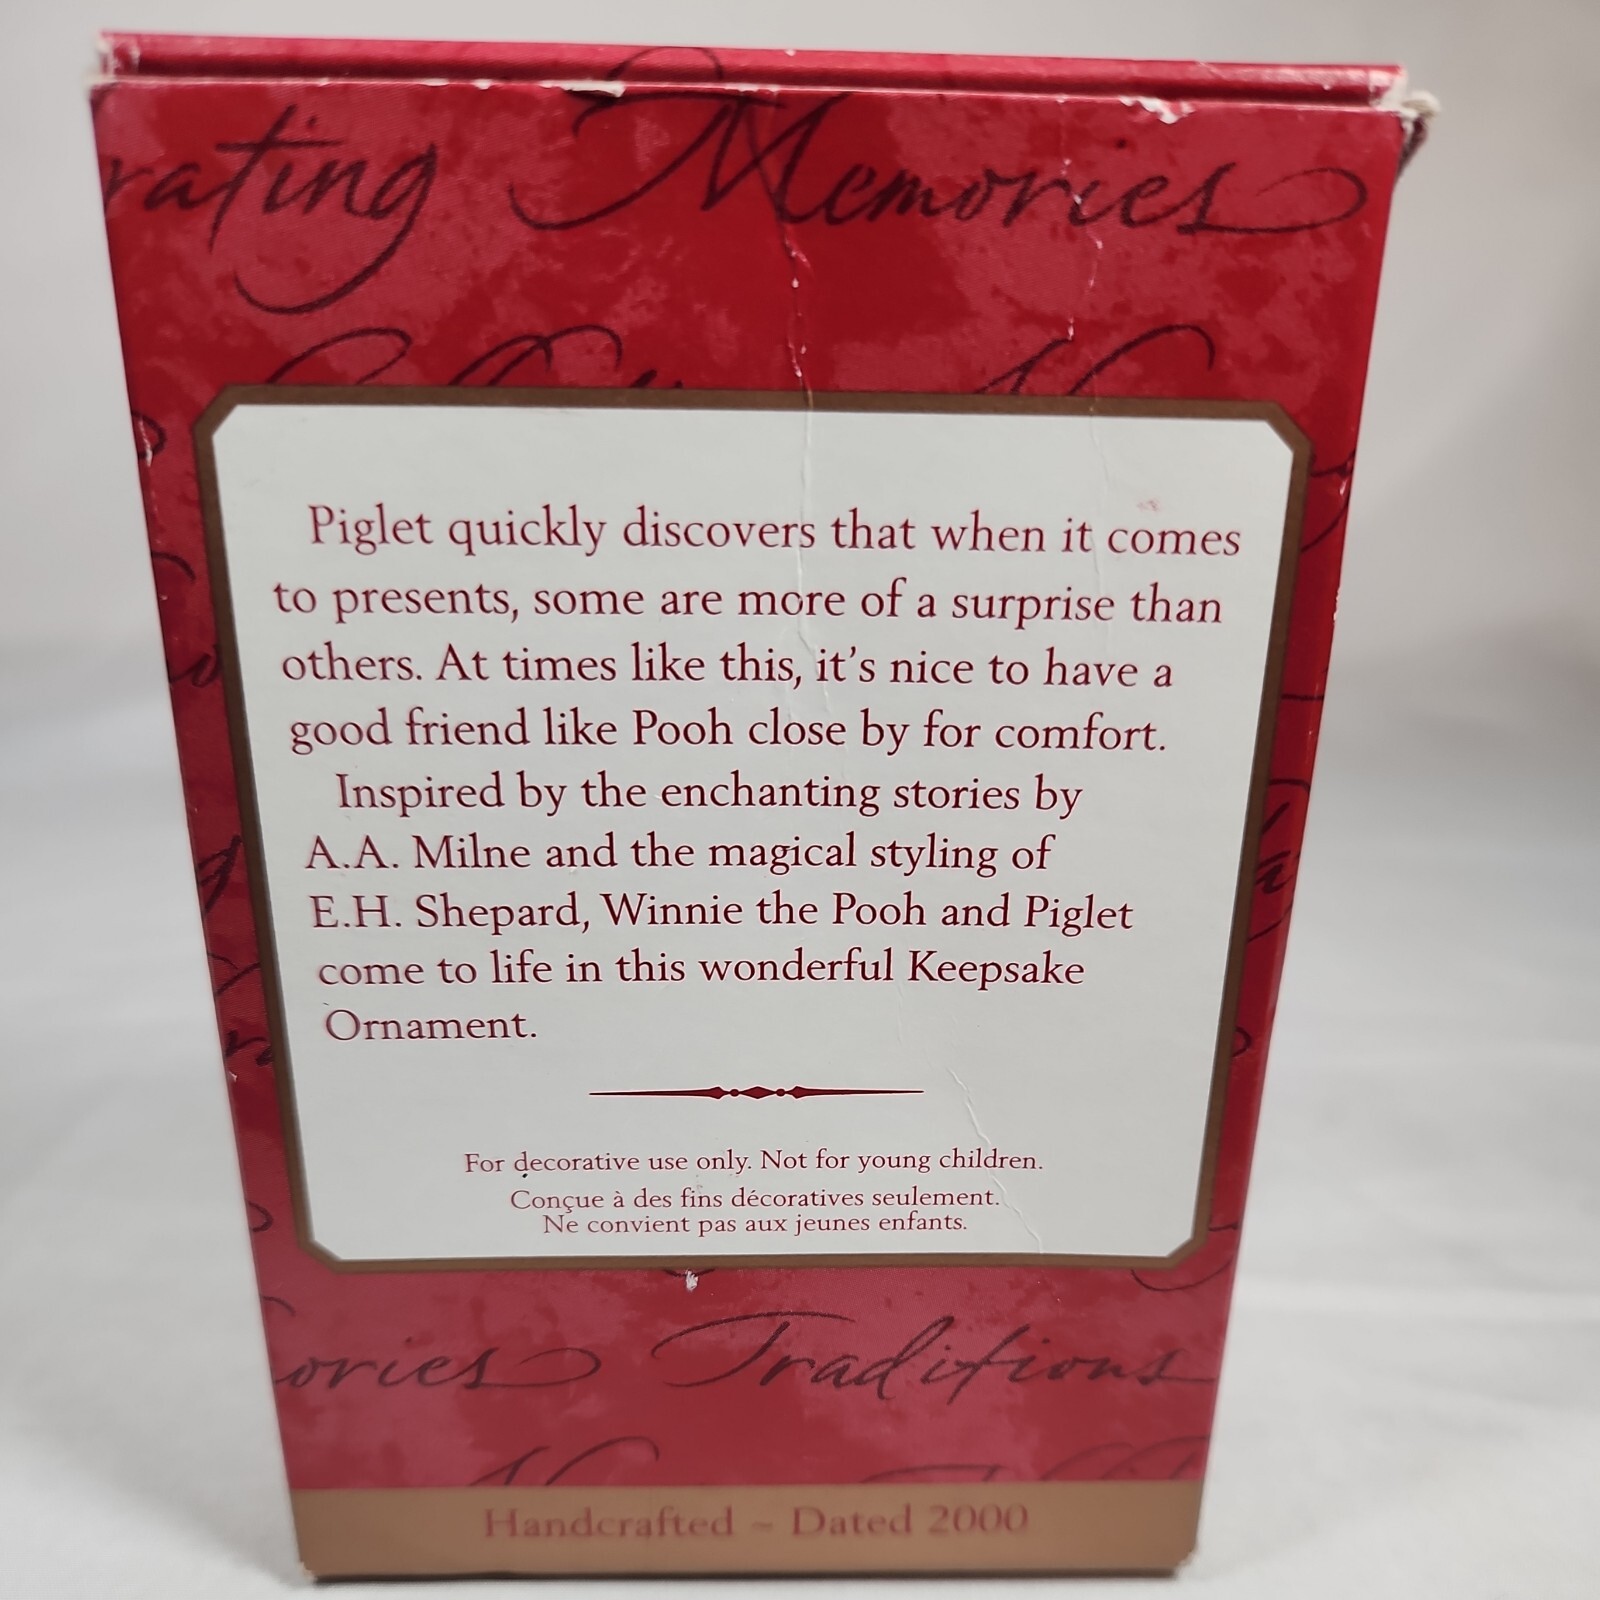 rating Memories
Piglet quickly discovers that when it comes
to presents, some are more of a surprise than
others. At times like this, it's nice to have a
good friend like Pooh close by for comfort.
Inspired by the enchanting stories by
A.A. Milne and the magical styling of
E.H. Shepard, Winnie the Pooh and Piglet
come to life in this wonderful Keepsake
Ornament.
For decorative use only. Not for young children.
Conçue à des fins décoratives seulement.
Ne convient pas aux jeunes enfants.
ories Traditions
Handcrafted ~ Dated 2000